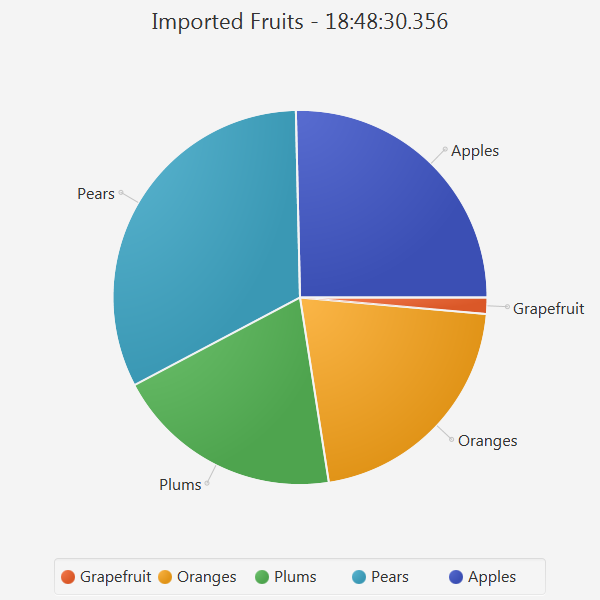 Imported Fruits - 18:48:30.356
Apples
Pears
Grapefruit
Oranges
Plums
Grapefruit Oranges Plums Pears Apples